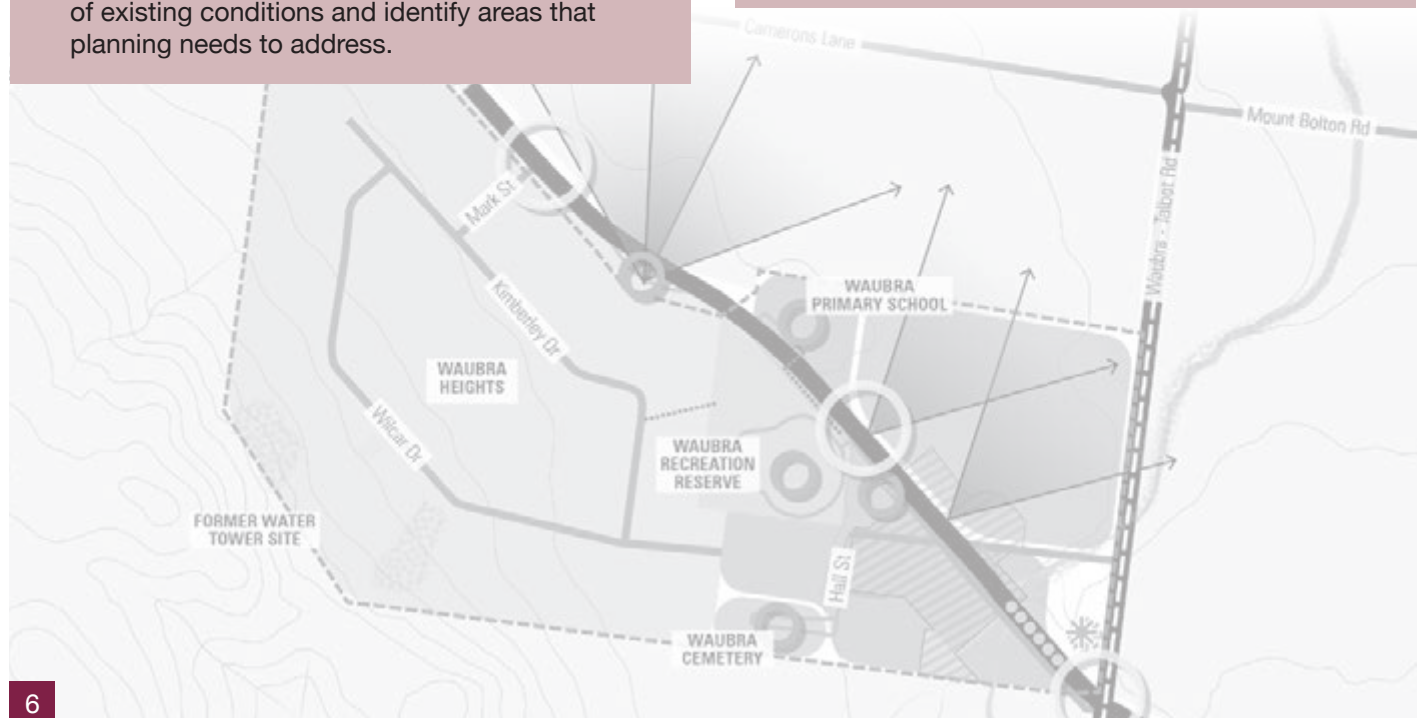 of existing conditions and identify areas that
planning needs to address.
Camerons Lane
Mount Bolton Rd
Waubra - Talbot Rd
Mark St
Kimberley Dr
WAUBRA
PRIMARY SCHOOL
WAUBRA
HEIGHTS
Wilcar Dr
WAUBRA
RECREATION
RESERVE
FORMER WATER
TOWER SITE
Hall St
WAUBRA
CEMETERY
6